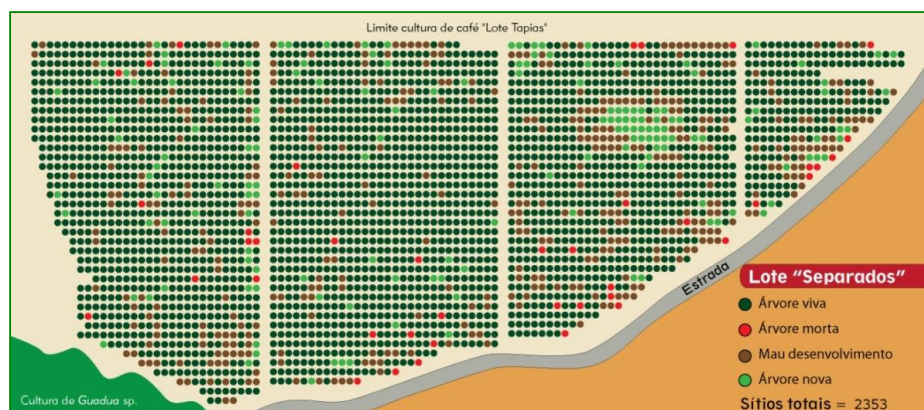 Limite cultura de café "Lote Tapias"
Estrada
Lote "Separados"
Árvore viva
Árvore morta
Mau desenvolvimento
Árvore nova
Sítios totais = 2353
Cultura de Guadua sp.